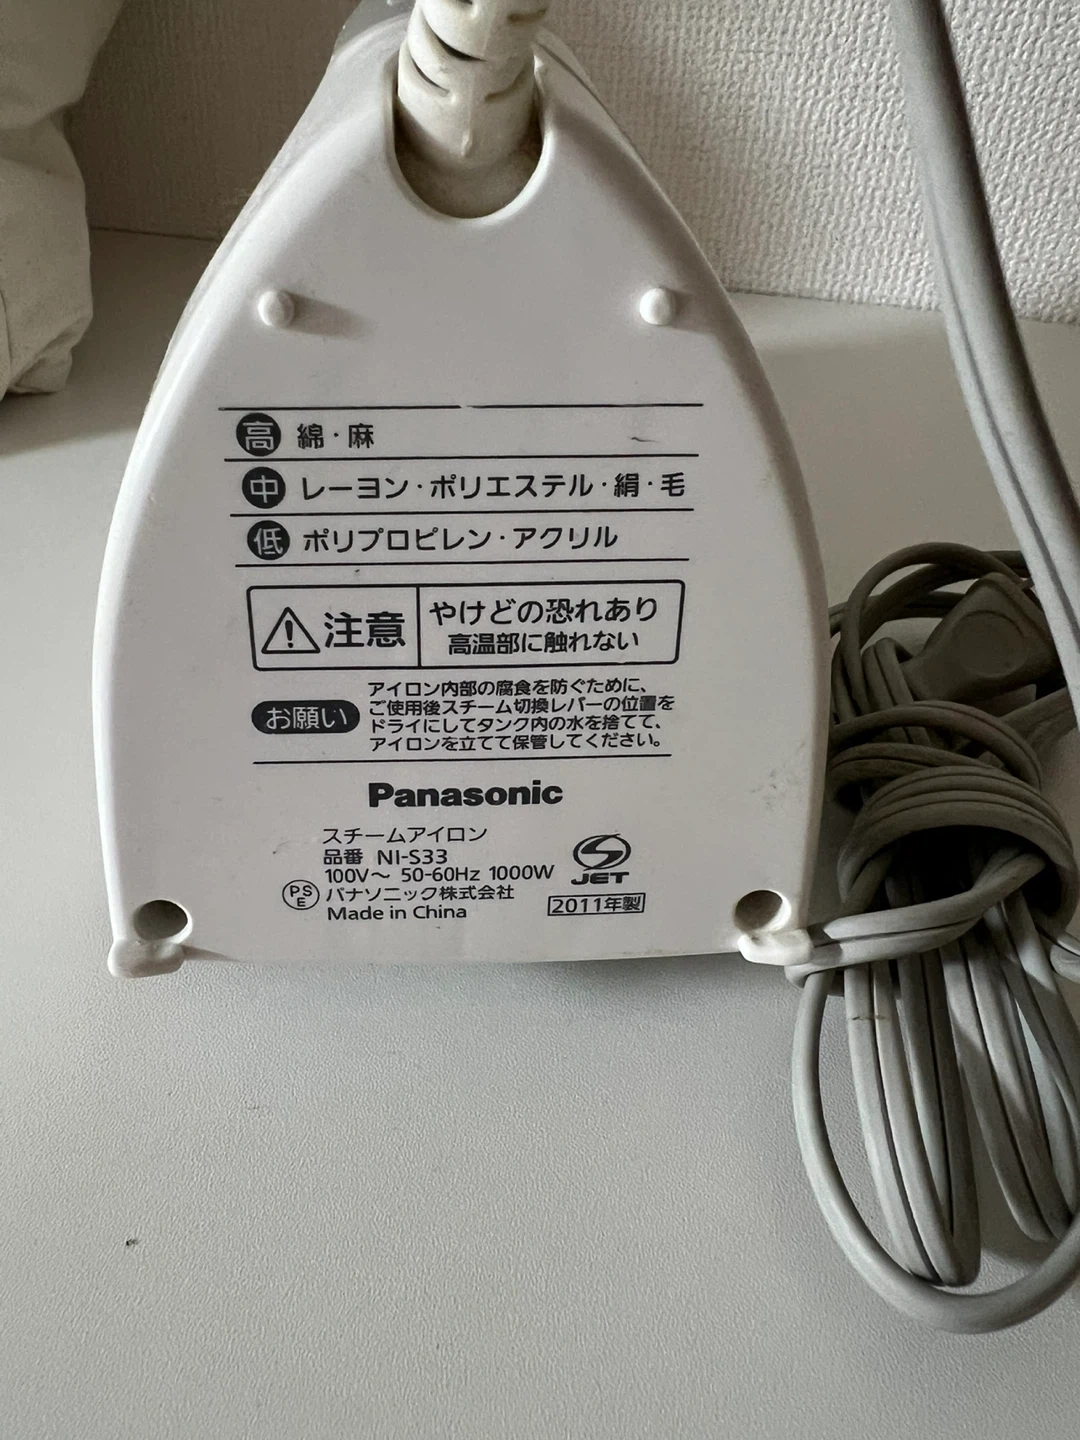 高 綿・麻
中 レーヨン・ポリエステル・絹・毛
低 ポリプロピレン・アクリル
注意
やけどの恐れあり
高温部に触れない
お願い
アイロン内部の腐食を防ぐために、
ご使用後スチーム切換レバーの位置を
ドライにしてタンク内の水を捨てて、
アイロンを立てて保管してください。
Panasonic
スチームアイロン
品番 NI-S33
100V～ 50-60Hz 1000W
PSE パナソニック株式会社
Made in China
JET
2011年製